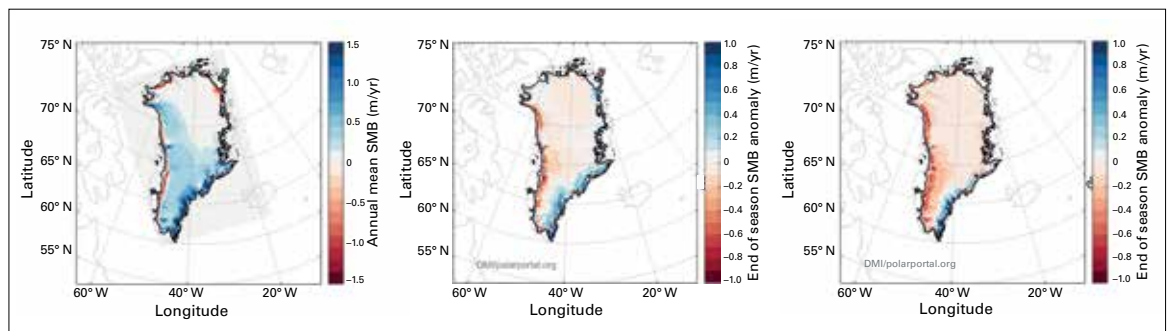 75° N
70° N
65° N
60° N
55° N
Latitude
60° W
40° W
20° W
Longitude
1.5
1.0
0.5
0
−0.5
−1.0
−1.5
Annual mean SMB (m/yr)
75° N
70° N
65° N
60° N
55° N
Latitude
DMI/polarportal.org
60° W
40° W
20° W
Longitude
1.0
0.8
0.6
0.4
0.2
0
−0.2
−0.4
−0.6
−0.8
−1.0
End of season SMB anomaly (m/yr)
75° N
70° N
65° N
60° N
55° N
Latitude
DMI/polarportal.org
60° W
40° W
20° W
Longitude
1.0
0.8
0.6
0.4
0.2
0
−0.2
−0.4
−0.6
−0.8
−1.0
End of season SMB anomaly (m/yr)